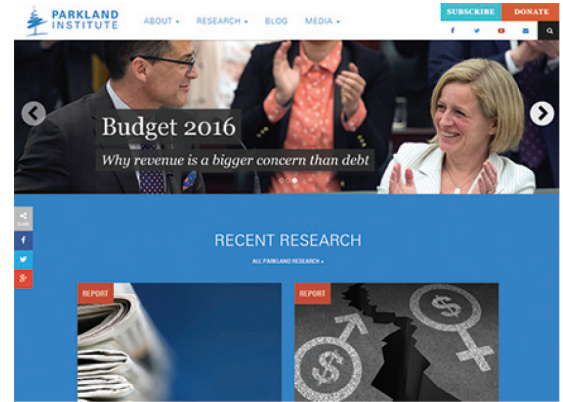 PARKLAND
INSTITUTE
ABOUT
RESEARCH
BLOG
MEDIA
SUBSCRIBE
DONATE
Budget 2016
Why revenue is a bigger concern than debt
SHARE
RECENT RESEARCH
ALL PARKLAND RESEARCH
REPORT
REPORT